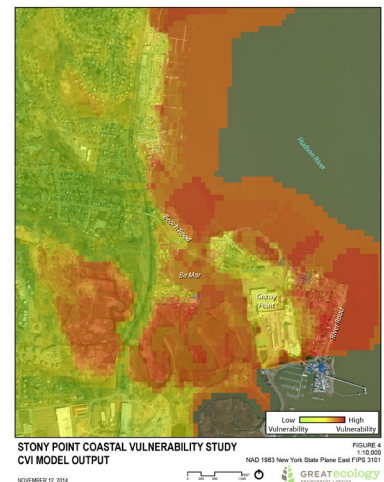 Hudson River
Beach Road
Ba Mar
Grassy
Point
River Road
Low
High
Vulnerability
Vulnerability
STONY POINT COASTAL VULNERABILITY STUDY
CVI MODEL OUTPUT
FIGURE 4
1:10,000
NAD 1983 New York State Plane East FIPS 3101
NOVEMBER 12, 2014
GREATecology